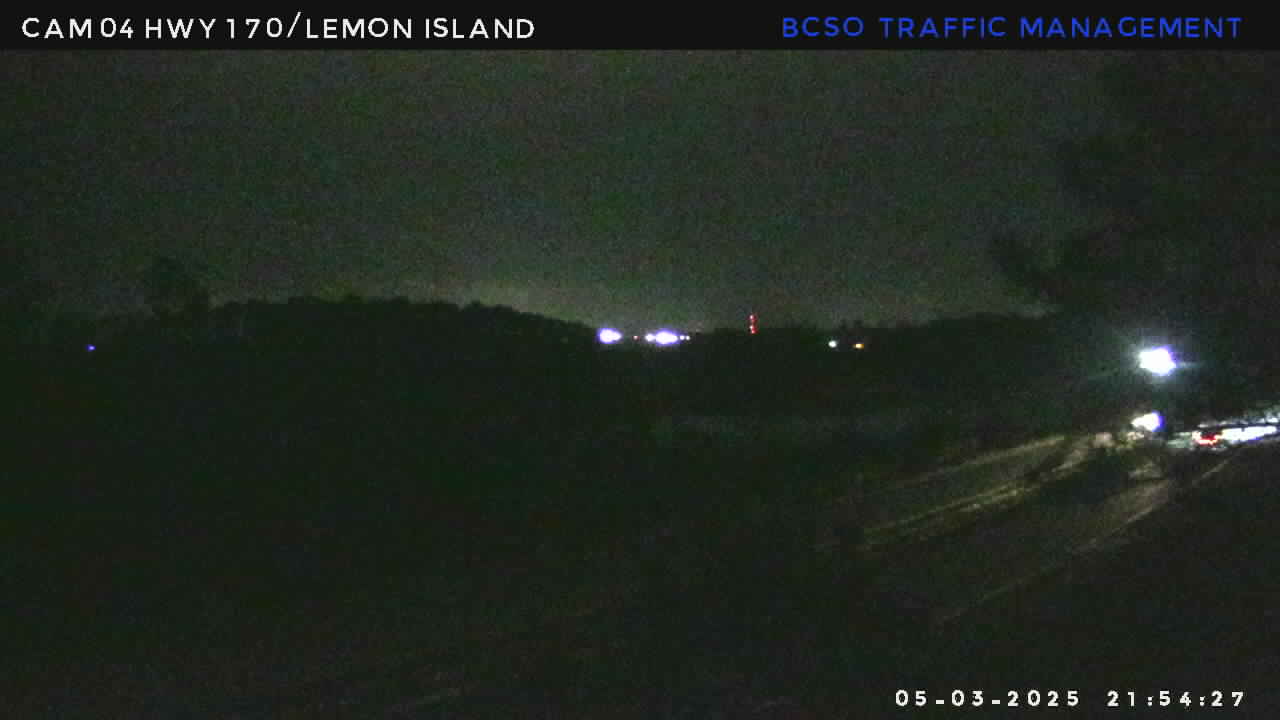 CAM04 HWY 170/LEMON ISLAND
BCSO TRAFFIC MANAGEMENT
05-03-2025 21:54:27